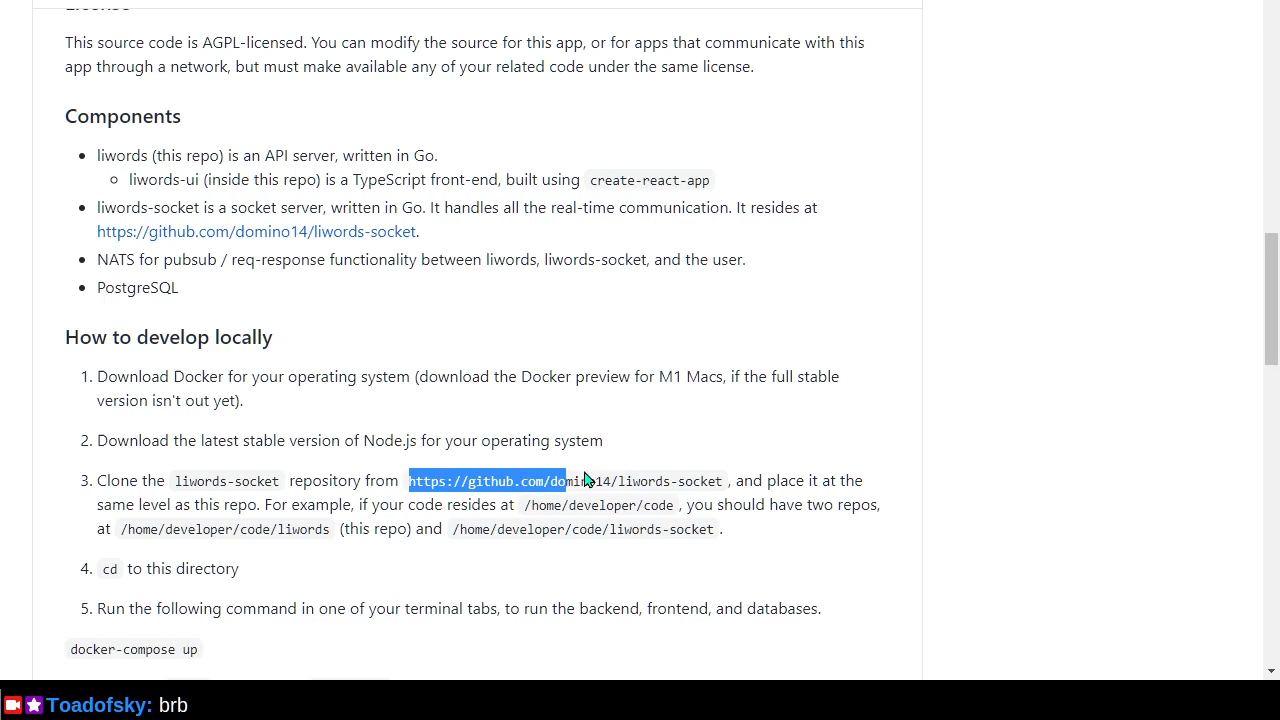 License
This source code is AGPL-licensed. You can modify the source for this app, or for apps that communicate with this
app through a network, but must make available any of your related code under the same license.
Components
liwords (this repo) is an API server, written in Go.
liwords-ui (inside this repo) is a TypeScript front-end, built using create-react-app
liwords-socket is a socket server, written in Go. It handles all the real-time communication. It resides at
https://github.com/domino14/liwords-socket.
NATS for pubsub / req-response functionality between liwords, liwords-socket, and the user.
PostgreSQL
How to develop locally
1. Download Docker for your operating system (download the Docker preview for M1 Macs, if the full stable
version isn't out yet).
2. Download the latest stable version of Node.js for your operating system
3. Clone the liwords-socket repository from https://github.com/domino14/liwords-socket , and place it at the
same level as this repo. For example, if your code resides at /home/developer/code , you should have two repos,
at /home/developer/code/liwords (this repo) and /home/developer/code/liwords-socket .
4. cd to this directory
5. Run the following command in one of your terminal tabs, to run the backend, frontend, and databases.
docker-compose up
Toadofsky: brb